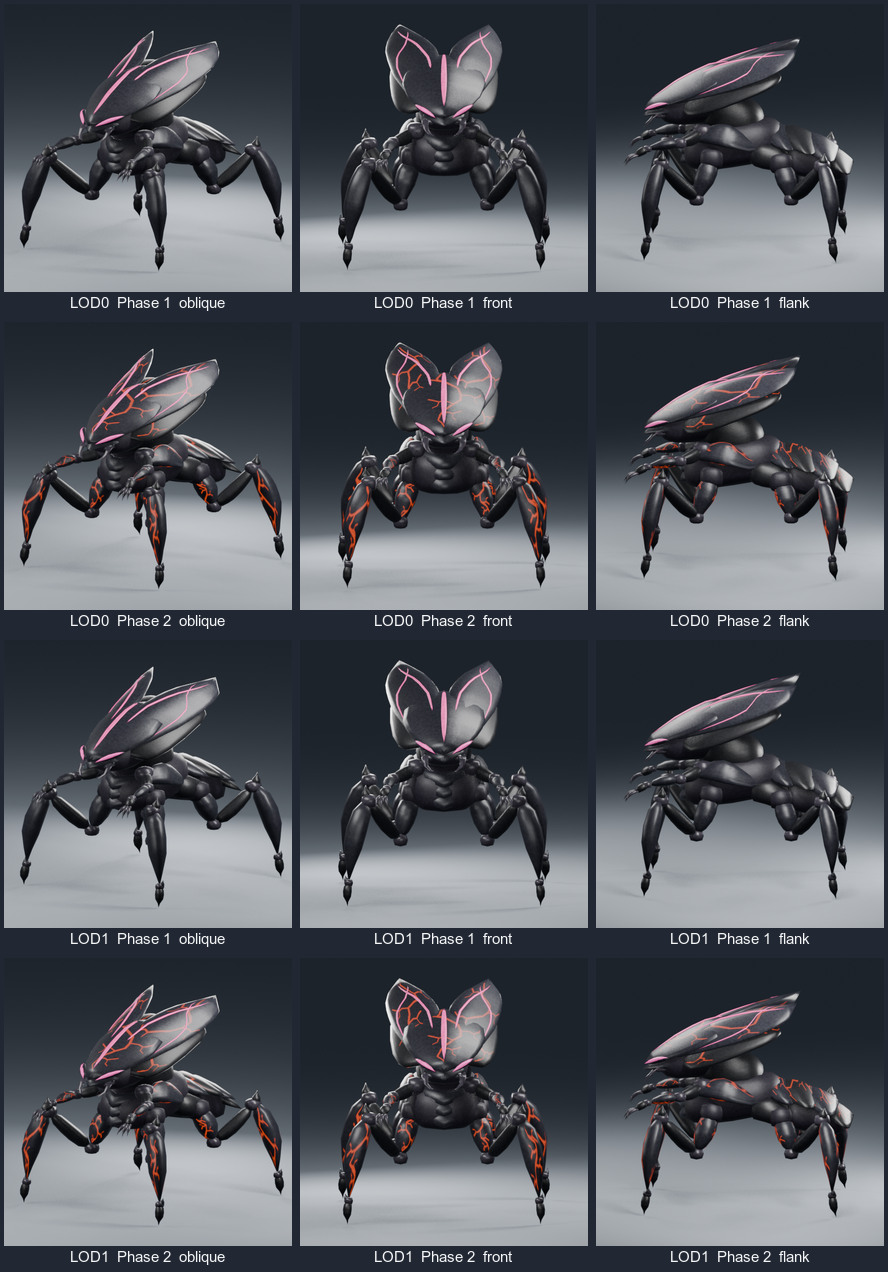 LOD0 Phase 1 oblique
LOD0 Phase 1 front
LOD0 Phase 1 flank
LOD0 Phase 2 oblique
LOD0 Phase 2 front
LOD0 Phase 2 flank
LOD1 Phase 1 oblique
LOD1 Phase 1 front
LOD1 Phase 1 flank
LOD1 Phase 2 oblique
LOD1 Phase 2 front
LOD1 Phase 2 flank